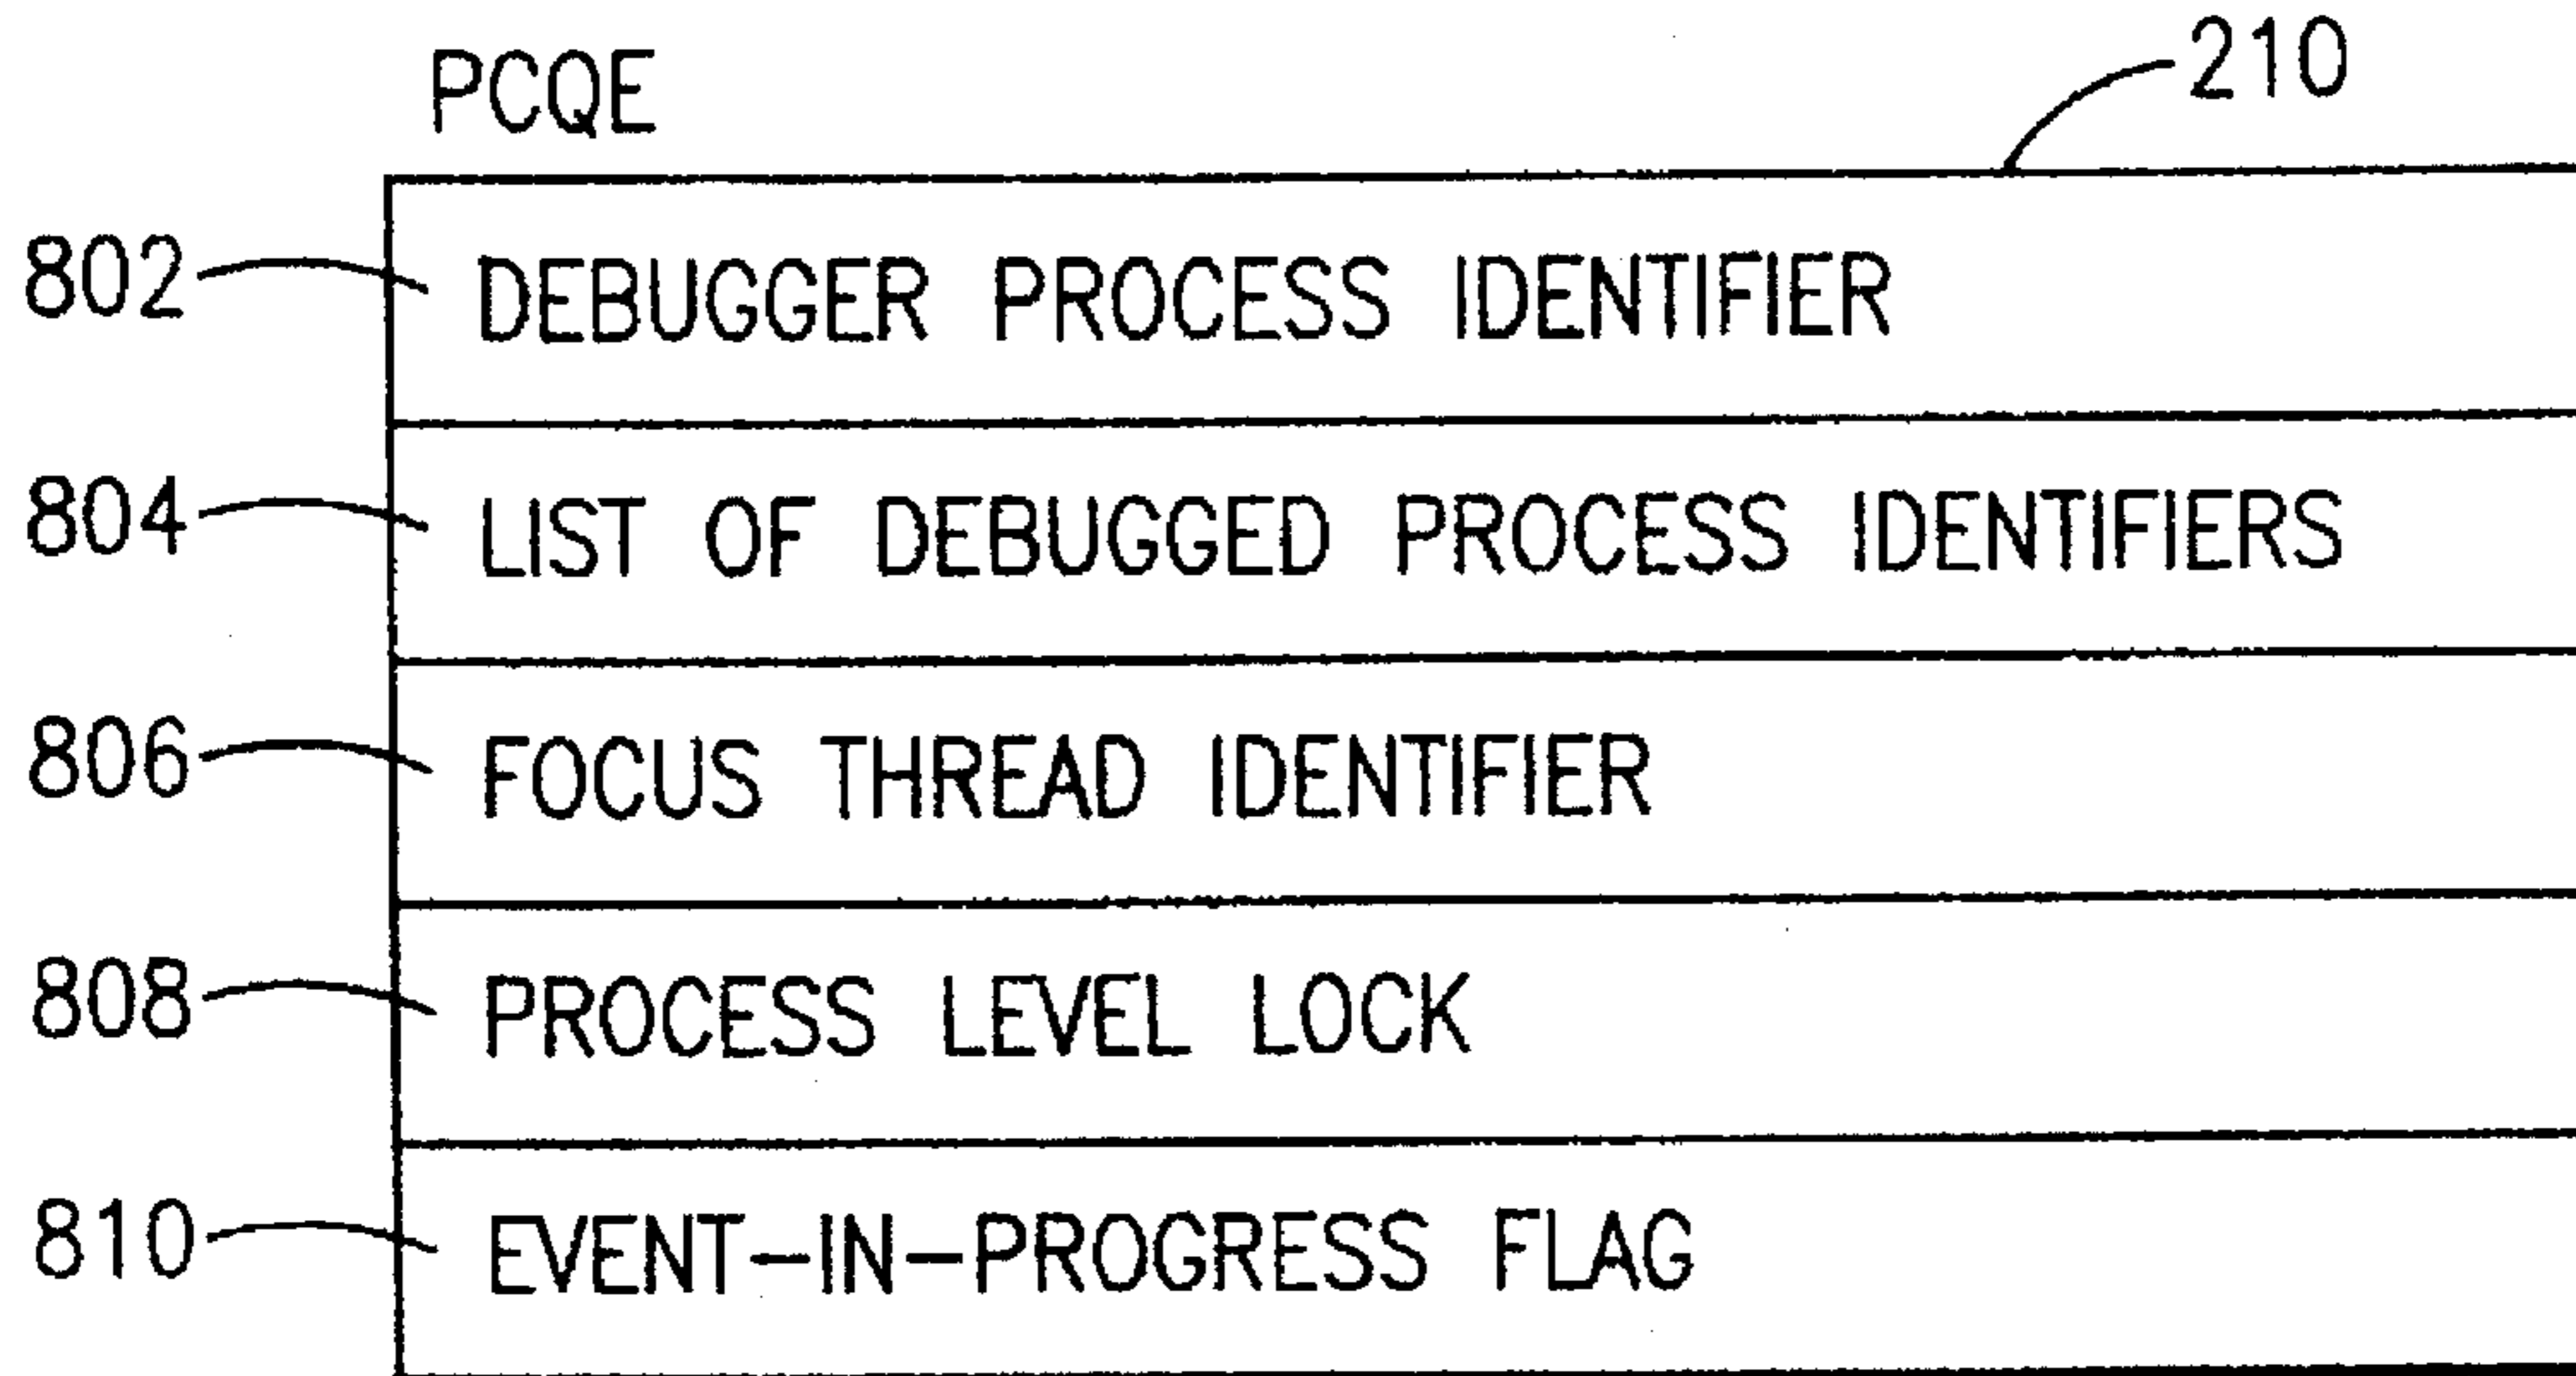 PCQE
210
802 DEBUGGER PROCESS IDENTIFIER
804 LIST OF DEBUGGED PROCESS IDENTIFIERS
806 FOCUS THREAD IDENTIFIER
808 PROCESS LEVEL LOCK
810 EVENT-IN-PROGRESS FLAG